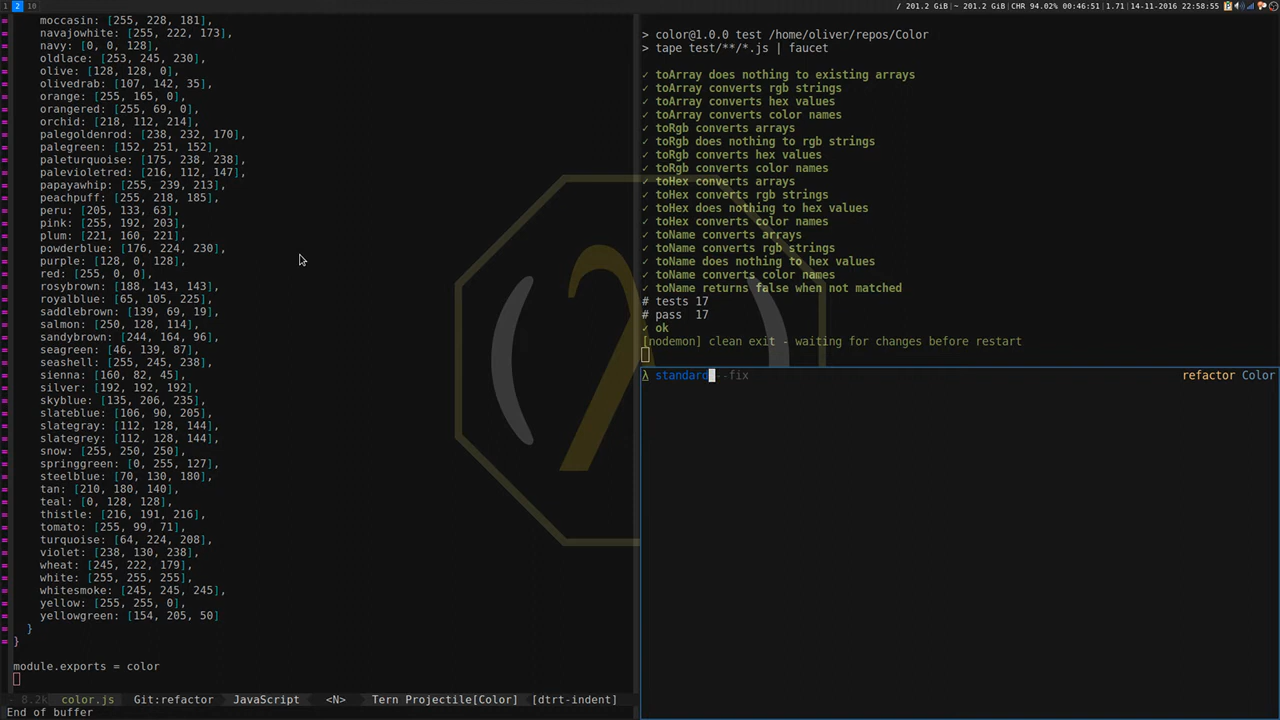 1 2 10
/ 201.2 GiB|~ 201.2 GiB|CHR 94.02% 00:46:51|1.71|14-11-2016 22:58:55
moccasin: [255, 228, 181],
navajowhite: [255, 222, 173],
navy: [0, 0, 128],
oldlace: [253, 245, 230],
olive: [128, 128, 0],
olivedrab: [107, 142, 35],
orange: [255, 165, 0],
orangered: [255, 69, 0],
orchid: [218, 112, 214],
palegoldenrod: [238, 232, 170],
palegreen: [152, 251, 152],
paleturquoise: [175, 238, 238],
palevioletred: [216, 112, 147],
papayawhip: [255, 239, 213],
peachpuff: [255, 218, 185],
peru: [205, 133, 63],
pink: [255, 192, 203],
plum: [221, 160, 221],
powderblue: [176, 224, 230],
purple: [128, 0, 128],
red: [255, 0, 0],
rosybrown: [188, 143, 143],
royalblue: [65, 105, 225],
saddlebrown: [139, 69, 19],
salmon: [250, 128, 114],
sandybrown: [244, 164, 96],
seagreen: [46, 139, 87],
seashell: [255, 245, 238],
sienna: [160, 82, 45],
silver: [192, 192, 192],
skyblue: [135, 206, 235],
slateblue: [106, 90, 205],
slategray: [112, 128, 144],
slategrey: [112, 128, 144],
snow: [255, 250, 250],
springgreen: [0, 255, 127],
steelblue: [70, 130, 180],
tan: [210, 180, 140],
teal: [0, 128, 128],
thistle: [216, 191, 216],
tomato: [255, 99, 71],
turquoise: [64, 224, 208],
violet: [238, 130, 238],
wheat: [245, 222, 179],
white: [255, 255, 255],
whitesmoke: [245, 245, 245],
yellow: [255, 255, 0],
yellowgreen: [154, 205, 50]
}
}
module.exports = color
- 8.2k color.js Git:refactor JavaScript <N> Tern Projectile[Color] [dtrt-indent]
End of buffer
> color@1.0.0 test /home/oliver/repos/Color
> tape test/**/*.js | faucet
✓ toArray does nothing to existing arrays
✓ toArray converts rgb strings
✓ toArray converts hex values
✓ toArray converts color names
✓ toRgb converts arrays
✓ toRgb does nothing to rgb strings
✓ toRgb converts hex values
✓ toRgb converts color names
✓ toHex converts arrays
✓ toHex converts rgb strings
✓ toHex does nothing to hex values
✓ toHex converts color names
✓ toName converts arrays
✓ toName converts rgb strings
✓ toName does nothing to hex values
✓ toName converts color names
✓ toName returns false when not matched
# tests 17
# pass 17
✓ ok
[nodemon] clean exit - waiting for changes before restart
λ standard --fix refactor Color